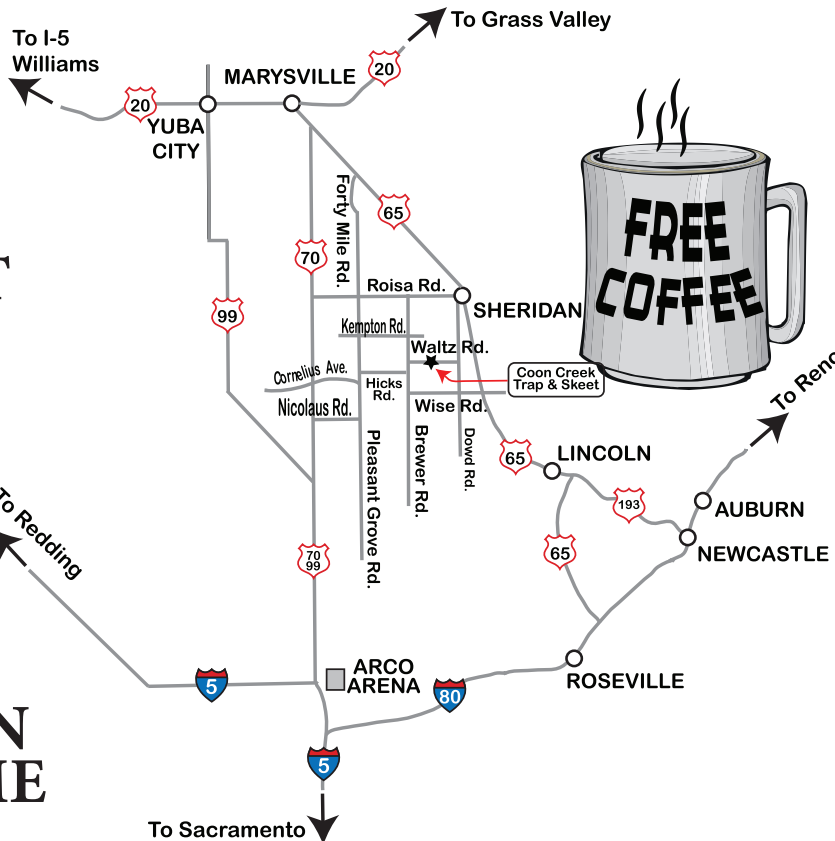 To Grass Valley
To I-5
Williams
MARYSVILLE
20
20
YUBA
CITY
FREE
COFFEE
Forty Mile Rd.
65
70
Roisa Rd.
99
SHERIDAN
Kempton Rd.
Waltz Rd.
Coon Creek
Trap & Skeet
Cornelius Ave.
Hicks
Rd.
Nicolaus Rd.
Wise Rd.
To Reno
Pleasant Grove Rd.
Brewer Rd.
Dowd Rd.
65
LINCOLN
193
AUBURN
To Redding
NEWCASTLE
70
99
65
ARCO
ARENA
5
80
ROSEVILLE
N
5
To Sacramento